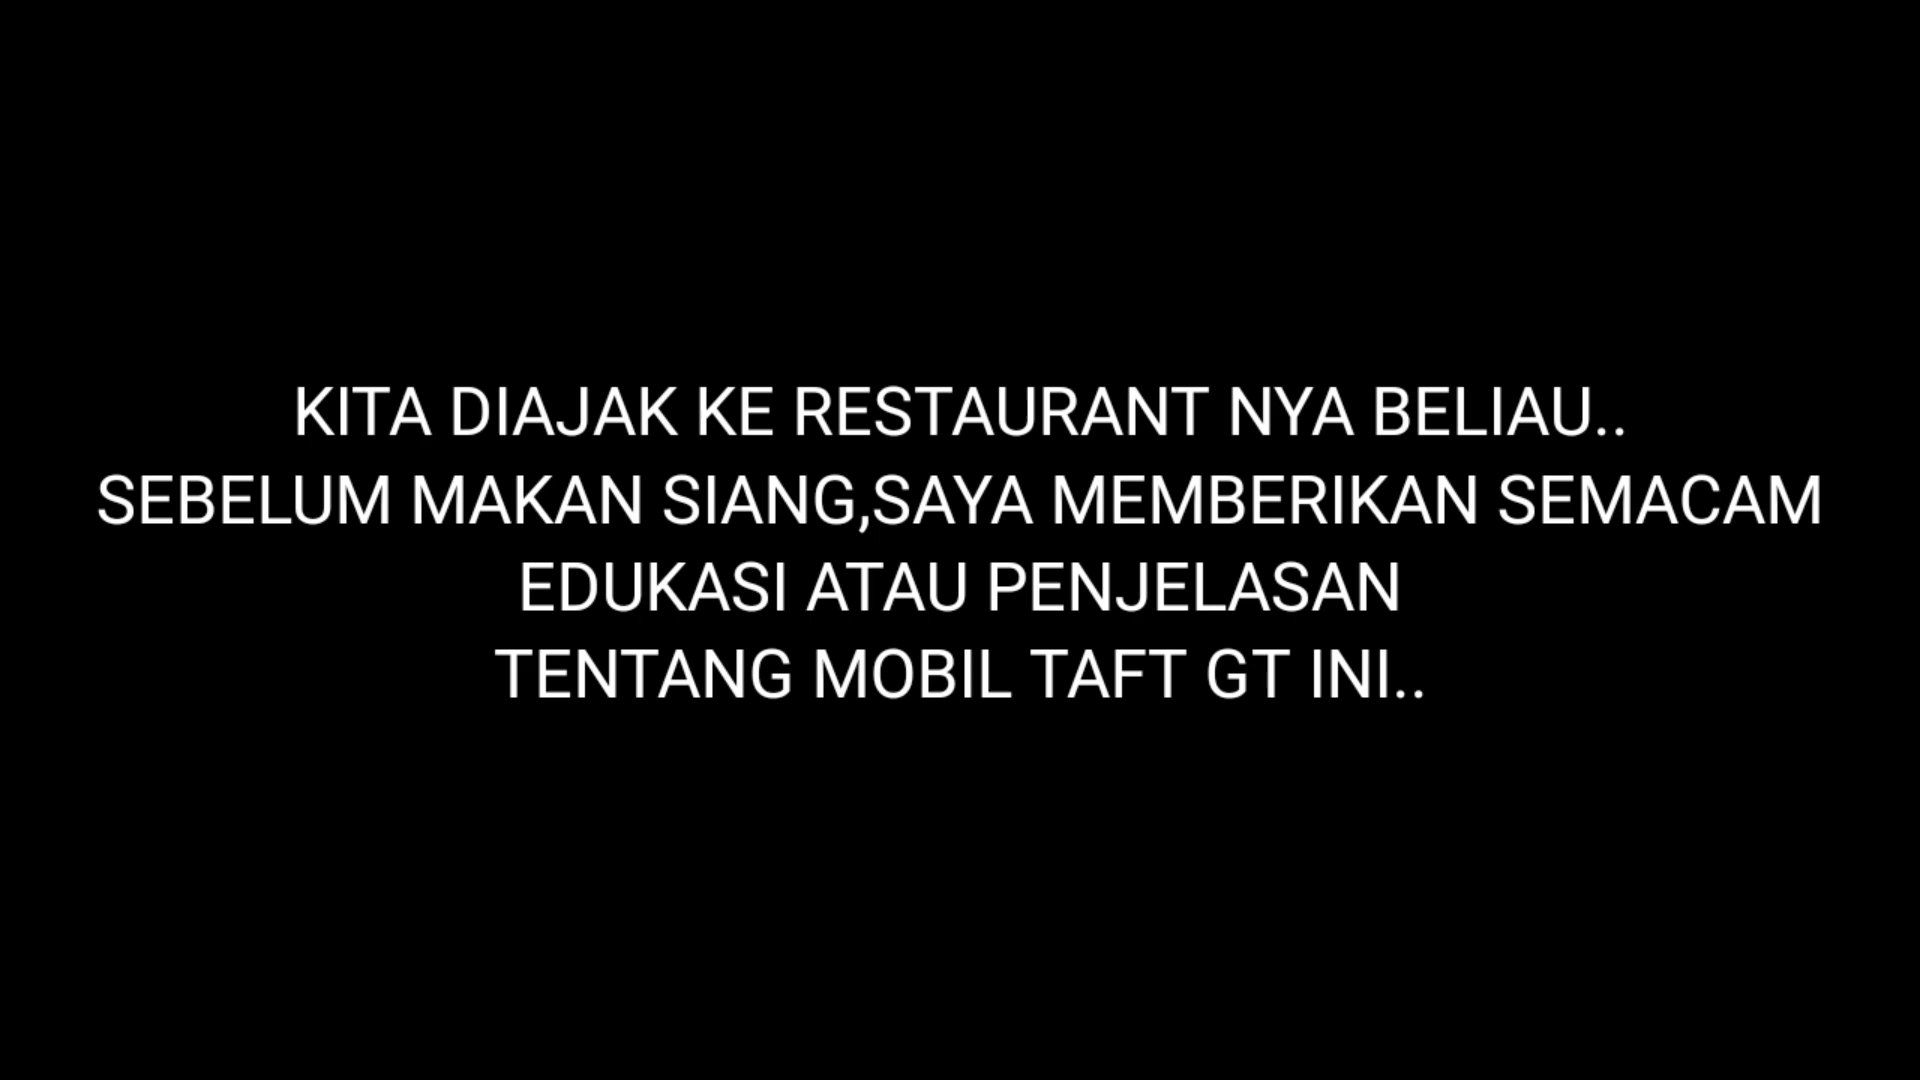 KITA DIAJAK KE RESTAURANT NYA BELIAU..
SEBELUM MAKAN SIANG,SAYA MEMBERIKAN SEMACAM
EDUKASI ATAU PENJELASAN
TENTANG MOBIL TAFT GT INI..